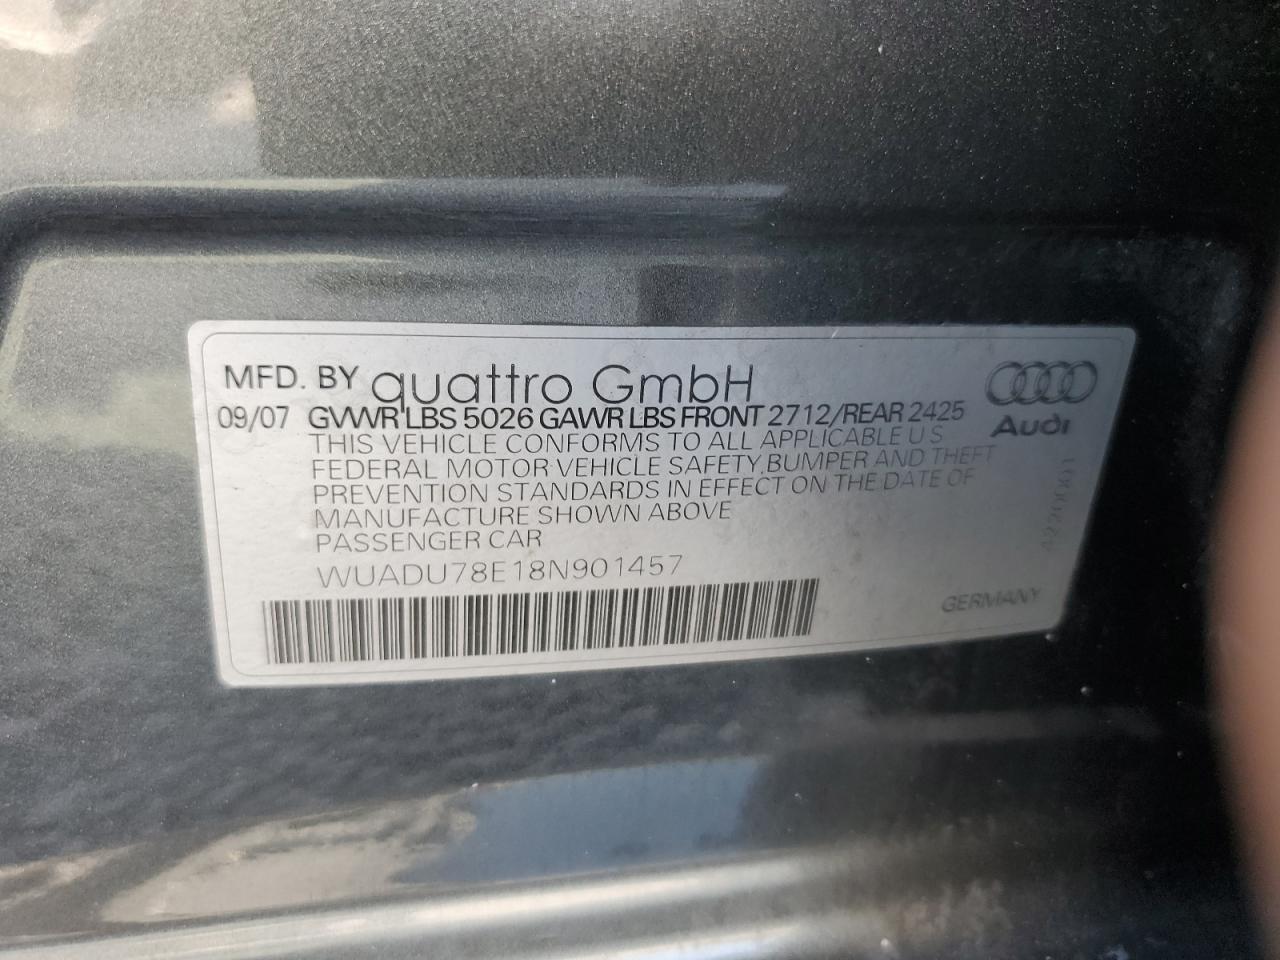 MFD. BY quattro GmbH
09/07 GVWR LBS 5026 GAWR LBS FRONT 2712/REAR 2425
Audi
THIS VEHICLE CONFORMS TO ALL APPLICABLE U S
FEDERAL MOTOR VEHICLE SAFETY, BUMPER AND THEFT
PREVENTION STANDARDS IN EFFECT ON THE DATE OF
MANUFACTURE SHOWN ABOVE
PASSENGER CAR
WUADU78E18N901457
GERMANY